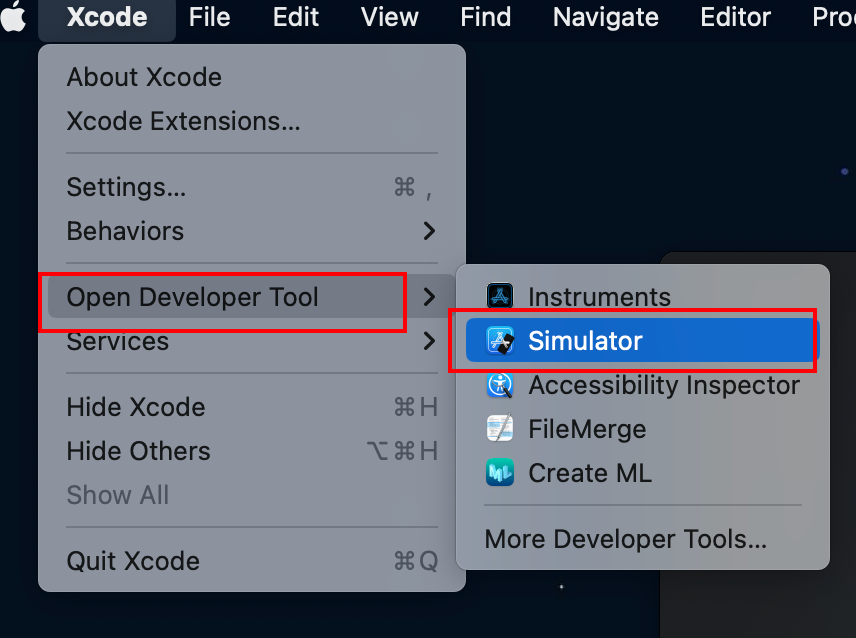 Xcode File Edit View Find Navigate Editor
About Xcode
Xcode Extensions...
Settings... ⌘ ,
Behaviors
Open Developer Tool
Services
Hide Xcode ⌘H
Hide Others ⌥⌘H
Show All
Quit Xcode ⌘Q
Instruments
Simulator
Accessibility Inspector
FileMerge
Create ML
More Developer Tools...